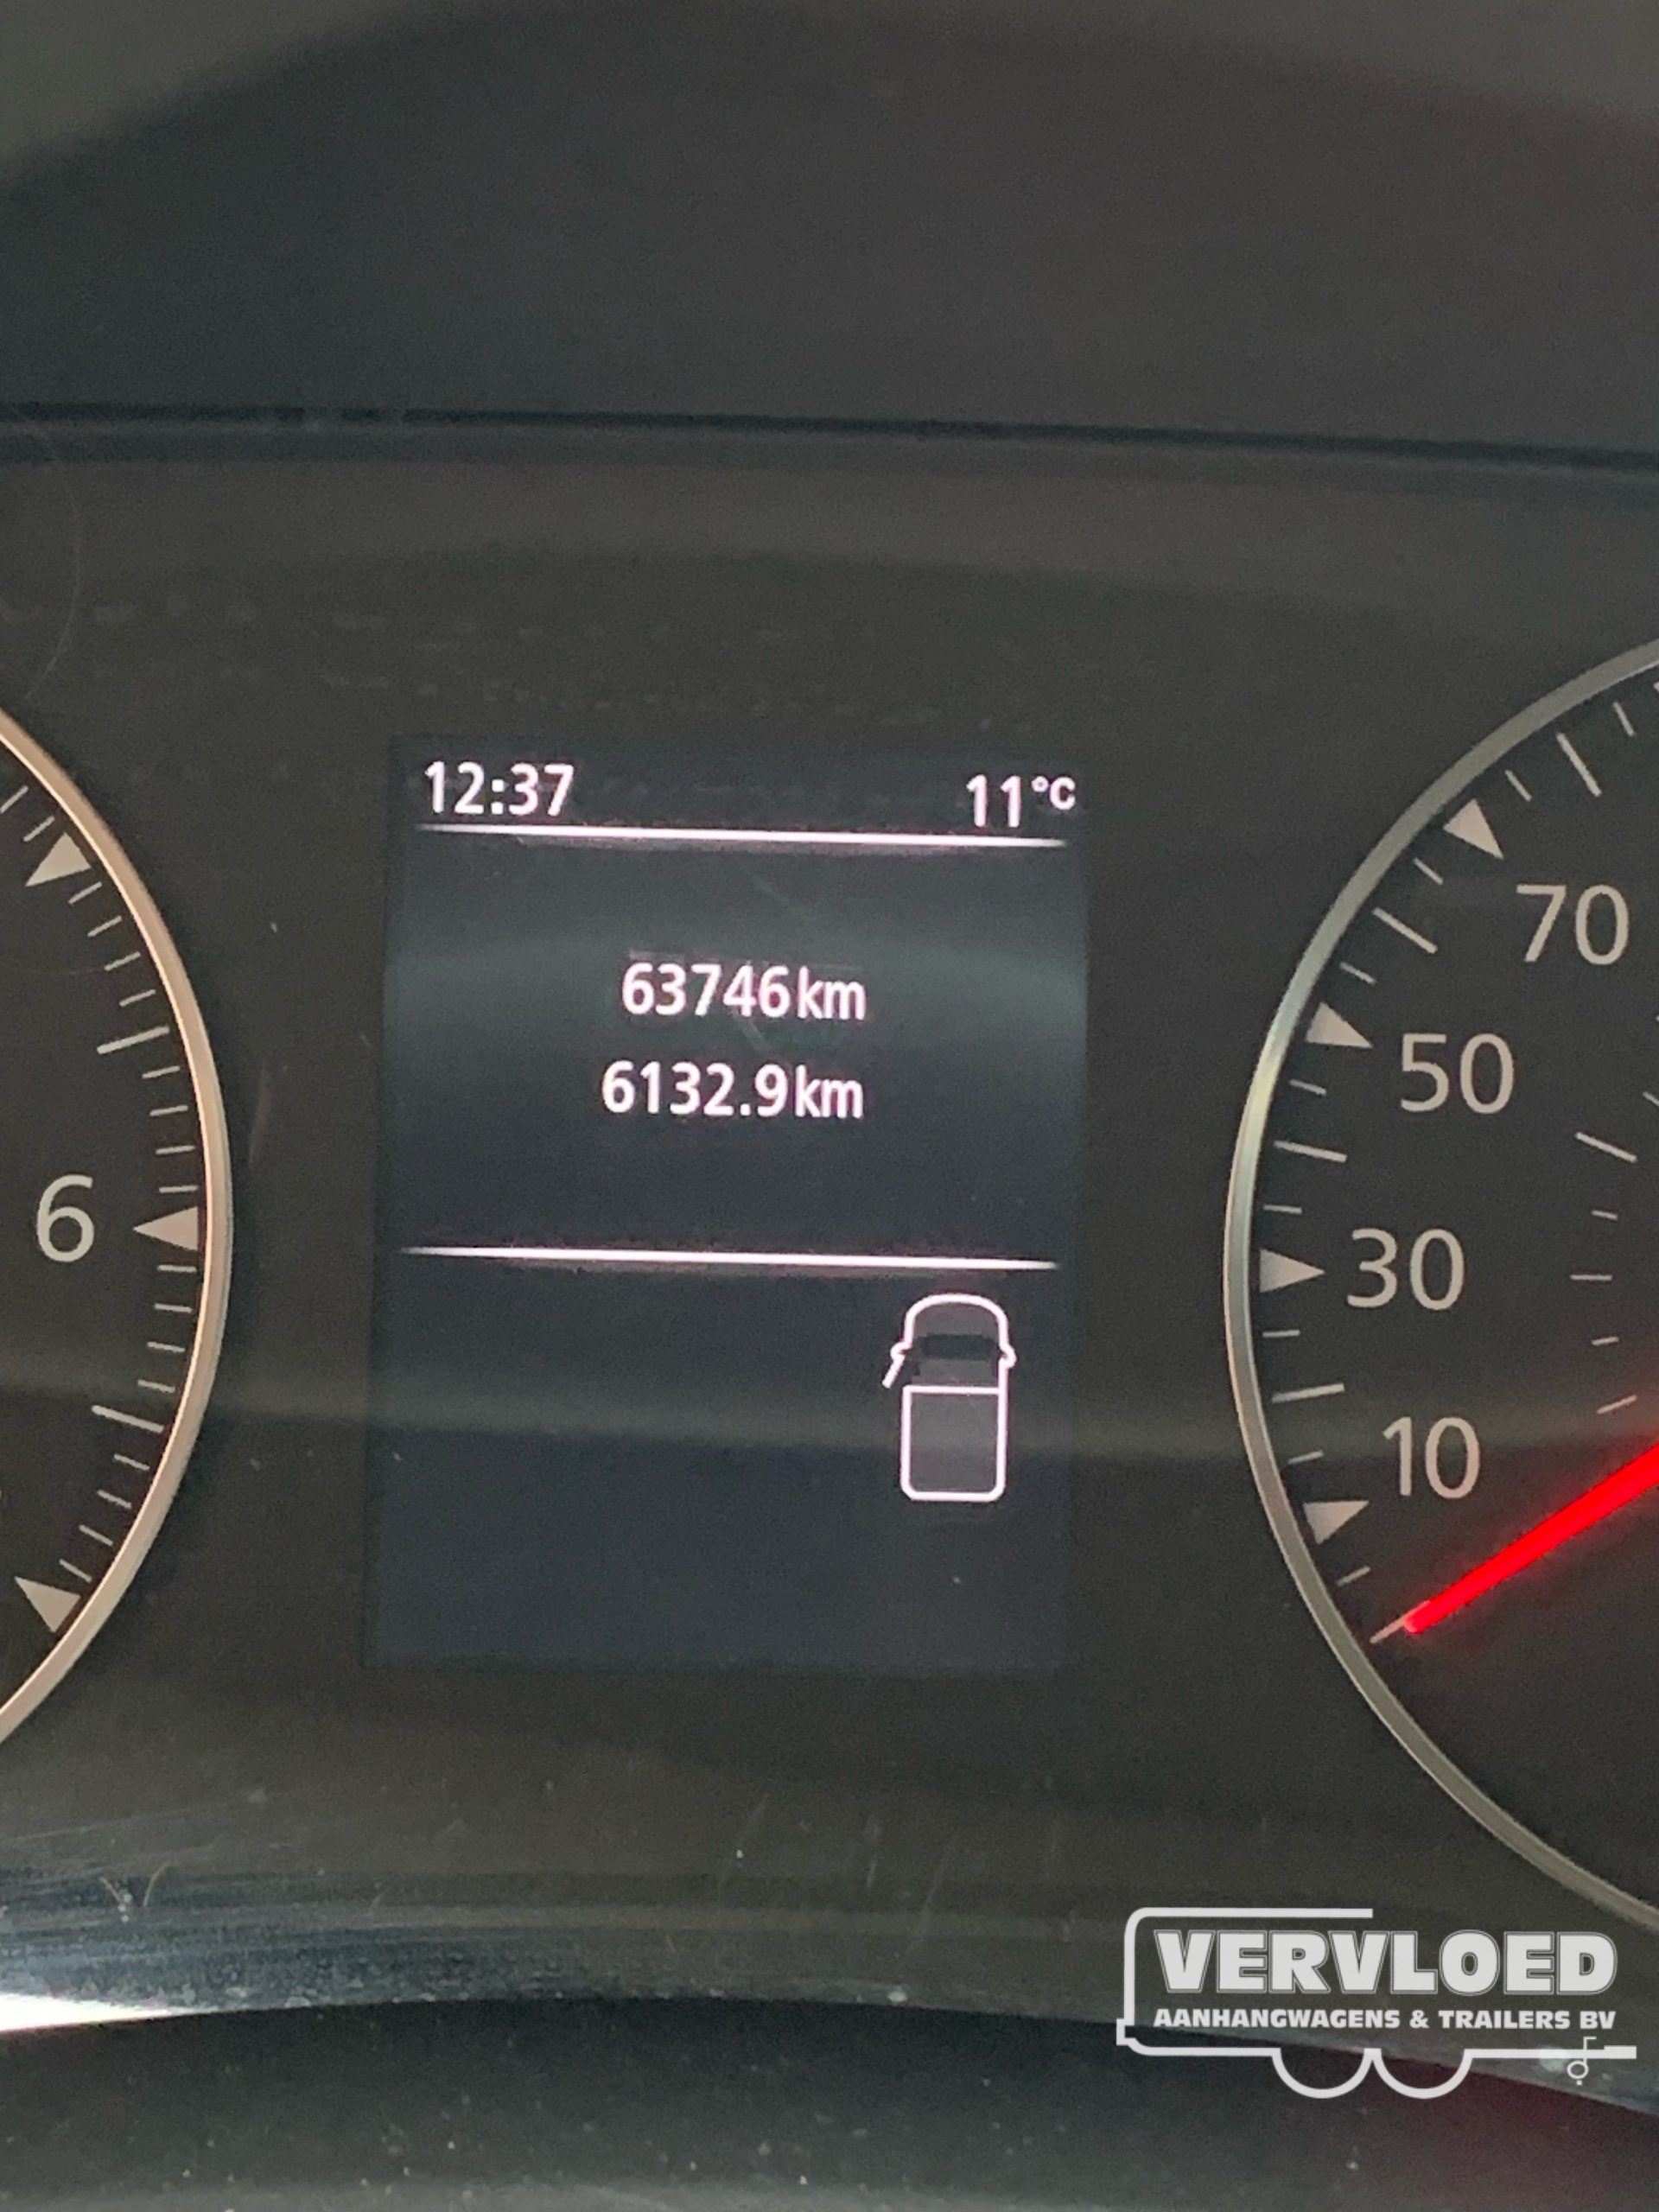 12:37 11°C
63746km
6132.9km
6
70
50
30
10
VERVLOED
AANHANGWAGENS & TRAILERS BV